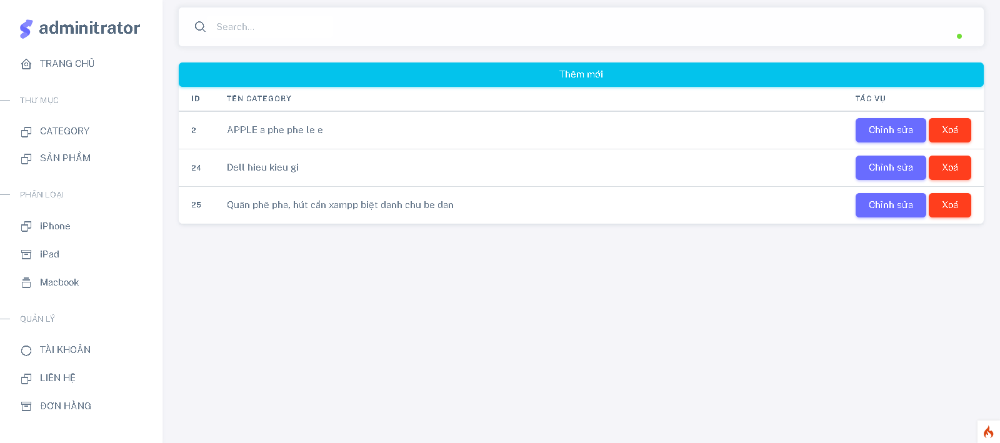 adminitrator
TRANG CHỦ
THƯ MỤC
CATEGORY
SẢN PHẨM
PHÂN LOẠI
iPhone
iPad
Macbook
QUẢN LÝ
TÀI KHOẢN
LIÊN HỆ
ĐƠN HÀNG
Search...
Thêm mới
ID TÊN CATEGORY TÁC VỤ
2 APPLE a phe phe le e Chỉnh sửa Xoá
24 Dell hieu kieu gi Chỉnh sửa Xoá
25 Quân phê pha, hút cần xampp biệt danh chu be dan Chỉnh sửa Xoá